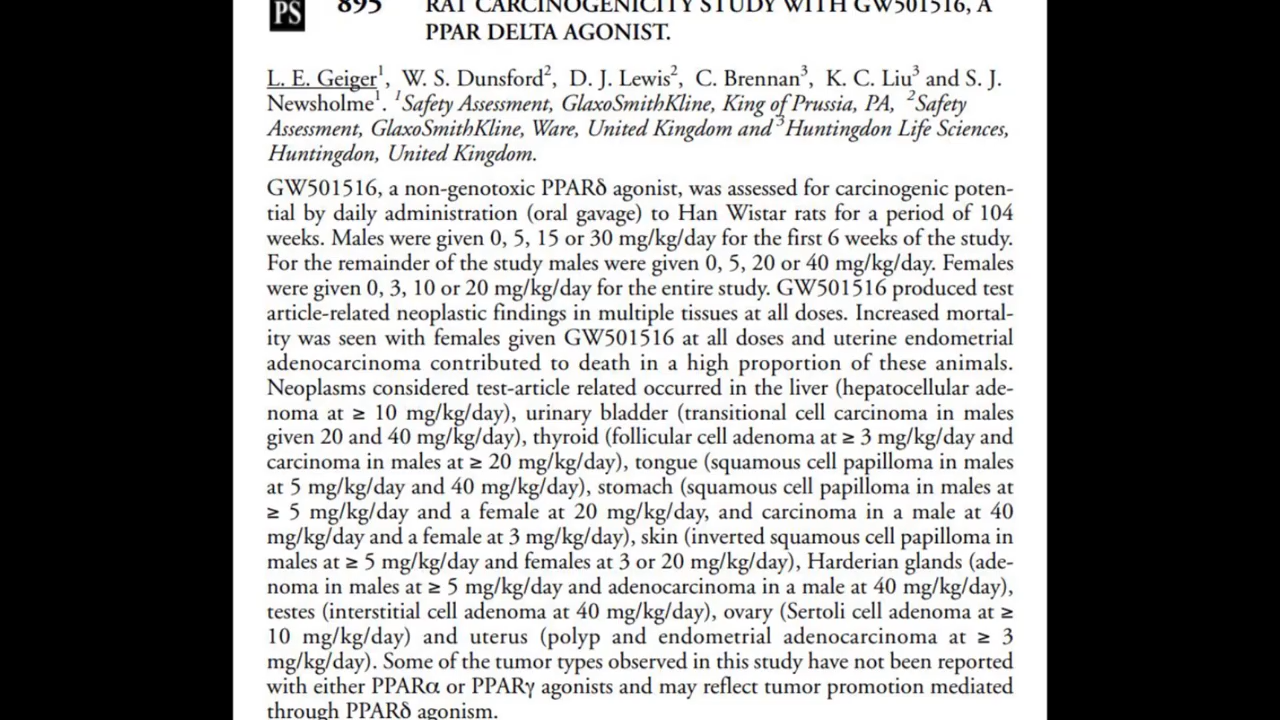 PS 895 RAT CARCINOGENICITY STUDY WITH GW501516, A
PPAR DELTA AGONIST.
L. E. Geiger1, W. S. Dunsford2, D. J. Lewis2, C. Brennan3, K. C. Liu3 and S. J.
Newsholme1. 1Safety Assessment, GlaxoSmithKline, King of Prussia, PA, 2Safety
Assessment, GlaxoSmithKline, Ware, United Kingdom and 3Huntingdon Life Sciences,
Huntingdon, United Kingdom.
GW501516, a non-genotoxic PPARδ agonist, was assessed for carcinogenic poten-
tial by daily administration (oral gavage) to Han Wistar rats for a period of 104
weeks. Males were given 0, 5, 15 or 30 mg/kg/day for the first 6 weeks of the study.
For the remainder of the study males were given 0, 5, 20 or 40 mg/kg/day. Females
were given 0, 3, 10 or 20 mg/kg/day for the entire study. GW501516 produced test
article-related neoplastic findings in multiple tissues at all doses. Increased mortal-
ity was seen with females given GW501516 at all doses and uterine endometrial
adenocarcinoma contributed to death in a high proportion of these animals.
Neoplasms considered test-article related occurred in the liver (hepatocellular ade-
noma at ≥ 10 mg/kg/day), urinary bladder (transitional cell carcinoma in males
given 20 and 40 mg/kg/day), thyroid (follicular cell adenoma at ≥ 3 mg/kg/day and
carcinoma in males at ≥ 20 mg/kg/day), tongue (squamous cell papilloma in males
at 5 mg/kg/day and 40 mg/kg/day), stomach (squamous cell papilloma in males at
≥ 5 mg/kg/day and a female at 20 mg/kg/day, and carcinoma in a male at 40
mg/kg/day and a female at 3 mg/kg/day), skin (inverted squamous cell papilloma in
males at ≥ 5 mg/kg/day and females at 3 or 20 mg/kg/day), Harderian glands (ade-
noma in males at ≥ 5 mg/kg/day and adenocarcinoma in a male at 40 mg/kg/day),
testes (interstitial cell adenoma at 40 mg/kg/day), ovary (Sertoli cell adenoma at ≥
10 mg/kg/day) and uterus (polyp and endometrial adenocarcinoma at ≥ 3
mg/kg/day). Some of the tumor types observed in this study have not been reported
with either PPARα or PPARγ agonists and may reflect tumor promotion mediated
through PPARδ agonism.